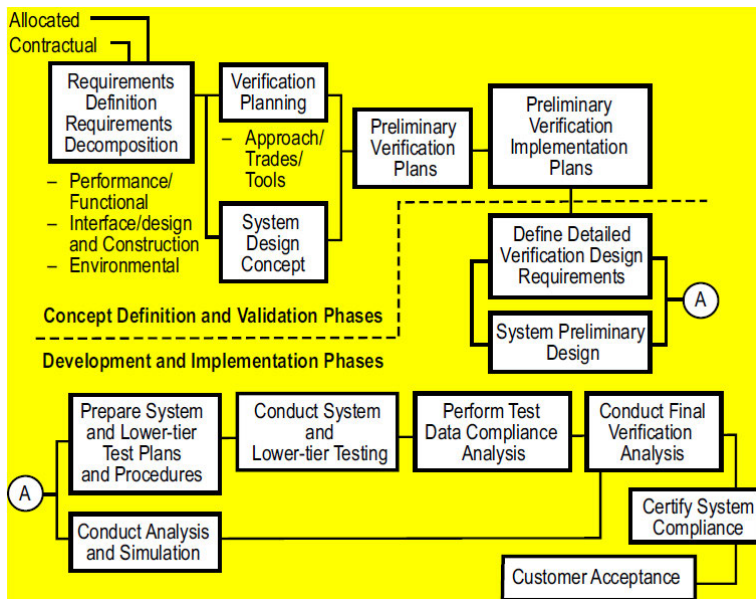 Allocated
Contractual
Requirements
Definition
Requirements
Decomposition
– Performance/
Functional
– Interface/design
and Construction
– Environmental
Verification
Planning
– Approach/
Trades/
Tools
System
Design
Concept
Preliminary
Verification
Plans
Preliminary
Verification
Implementation
Plans
Define Detailed
Verification Design
Requirements
System Preliminary
Design
A
Concept Definition and Validation Phases
Development and Implementation Phases
A
Prepare System
and Lower-tier
Test Plans
and Procedures
Conduct Analysis
and Simulation
Conduct System
and
Lower-tier Testing
Perform Test
Data Compliance
Analysis
Conduct Final
Verification
Analysis
Certify System
Compliance
Customer Acceptance